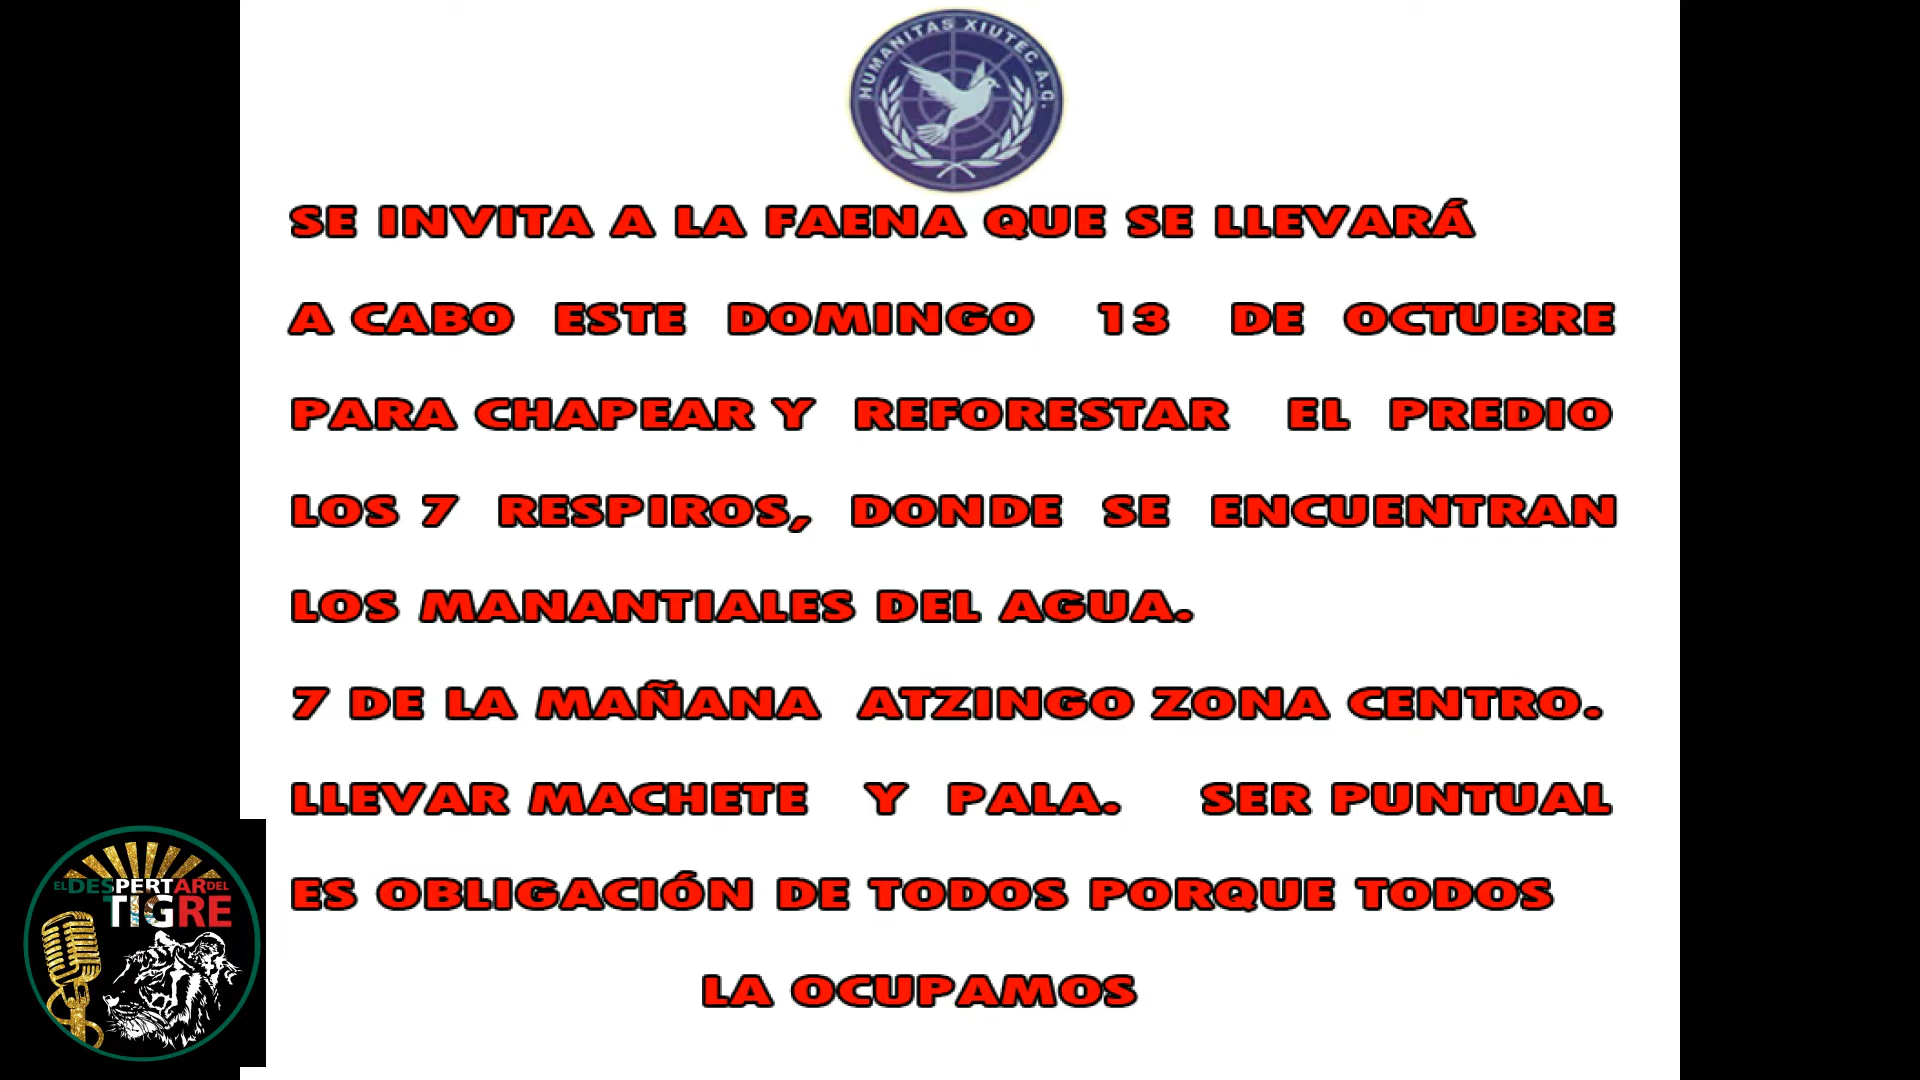 HUMANITAS XIUTEC A.C.
SE INVITA A LA FAENA QUE SE LLEVARÁ
A CABO ESTE DOMINGO 13 DE OCTUBRE
PARA CHAPEAR Y REFORESTAR EL PREDIO
LOS 7 RESPIROS, DONDE SE ENCUENTRAN
LOS MANANTIALES DEL AGUA.
7 DE LA MAÑANA ATZINGO ZONA CENTRO.
LLEVAR MACHETE Y PALA. SER PUNTUAL
ES OBLIGACIÓN DE TODOS PORQUE TODOS
LA OCUPAMOS
EL DESPERTAR DEL
TIGRE